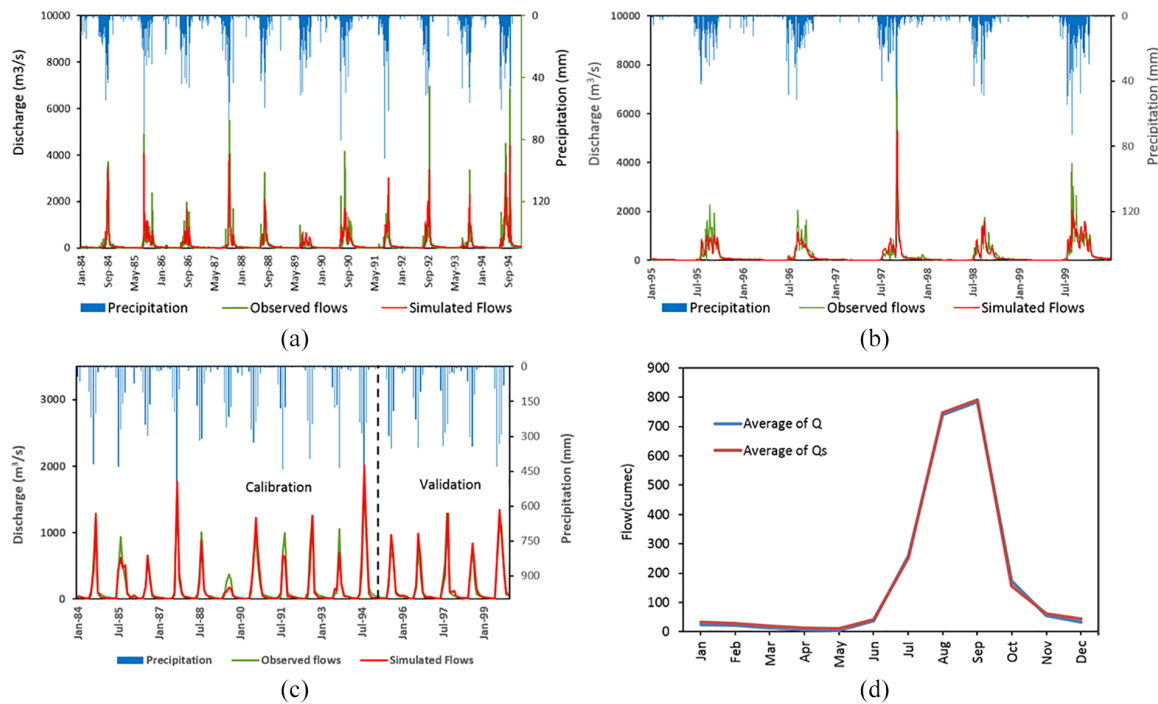 10000
8000
6000
4000
2000
0
Discharge (m3/s)
0
40
80
120
Precipitation (mm)
Jan-84
Sep-84
May-85
Jan-86
Sep-86
May-87
Jan-88
Sep-88
May-89
Jan-90
Sep-90
May-91
Jan-92
Sep-92
May-93
Jan-94
Sep-94
Precipitation
Observed flows
Simulated Flows
(a)
10000
8000
6000
4000
2000
0
Discharge (m³/s)
0
40
80
120
Precipitation (mm)
Jan-95
Jul-95
Jan-96
Jul-96
Jan-97
Jul-97
Jan-98
Jul-98
Jan-99
Jul-99
Precipitation
Observed flows
Simulated Flows
(b)
3000
2000
1000
0
Discharge (m³/s)
0
150
300
450
600
750
900
Precipitation (mm)
Calibration
Validation
Jan-84
Jul-85
Jan-87
Jul-88
Jan-90
Jul-91
Jan-93
Jul-94
Jan-96
Jul-97
Jan-99
Precipitation
Observed flows
Simulated Flows
(c)
900
800
700
600
500
400
300
200
100
0
Flow(cumec)
Average of Q
Average of Qs
Jan
Feb
Mar
Apr
May
Jun
Jul
Aug
Sep
Oct
Nov
Dec
(d)